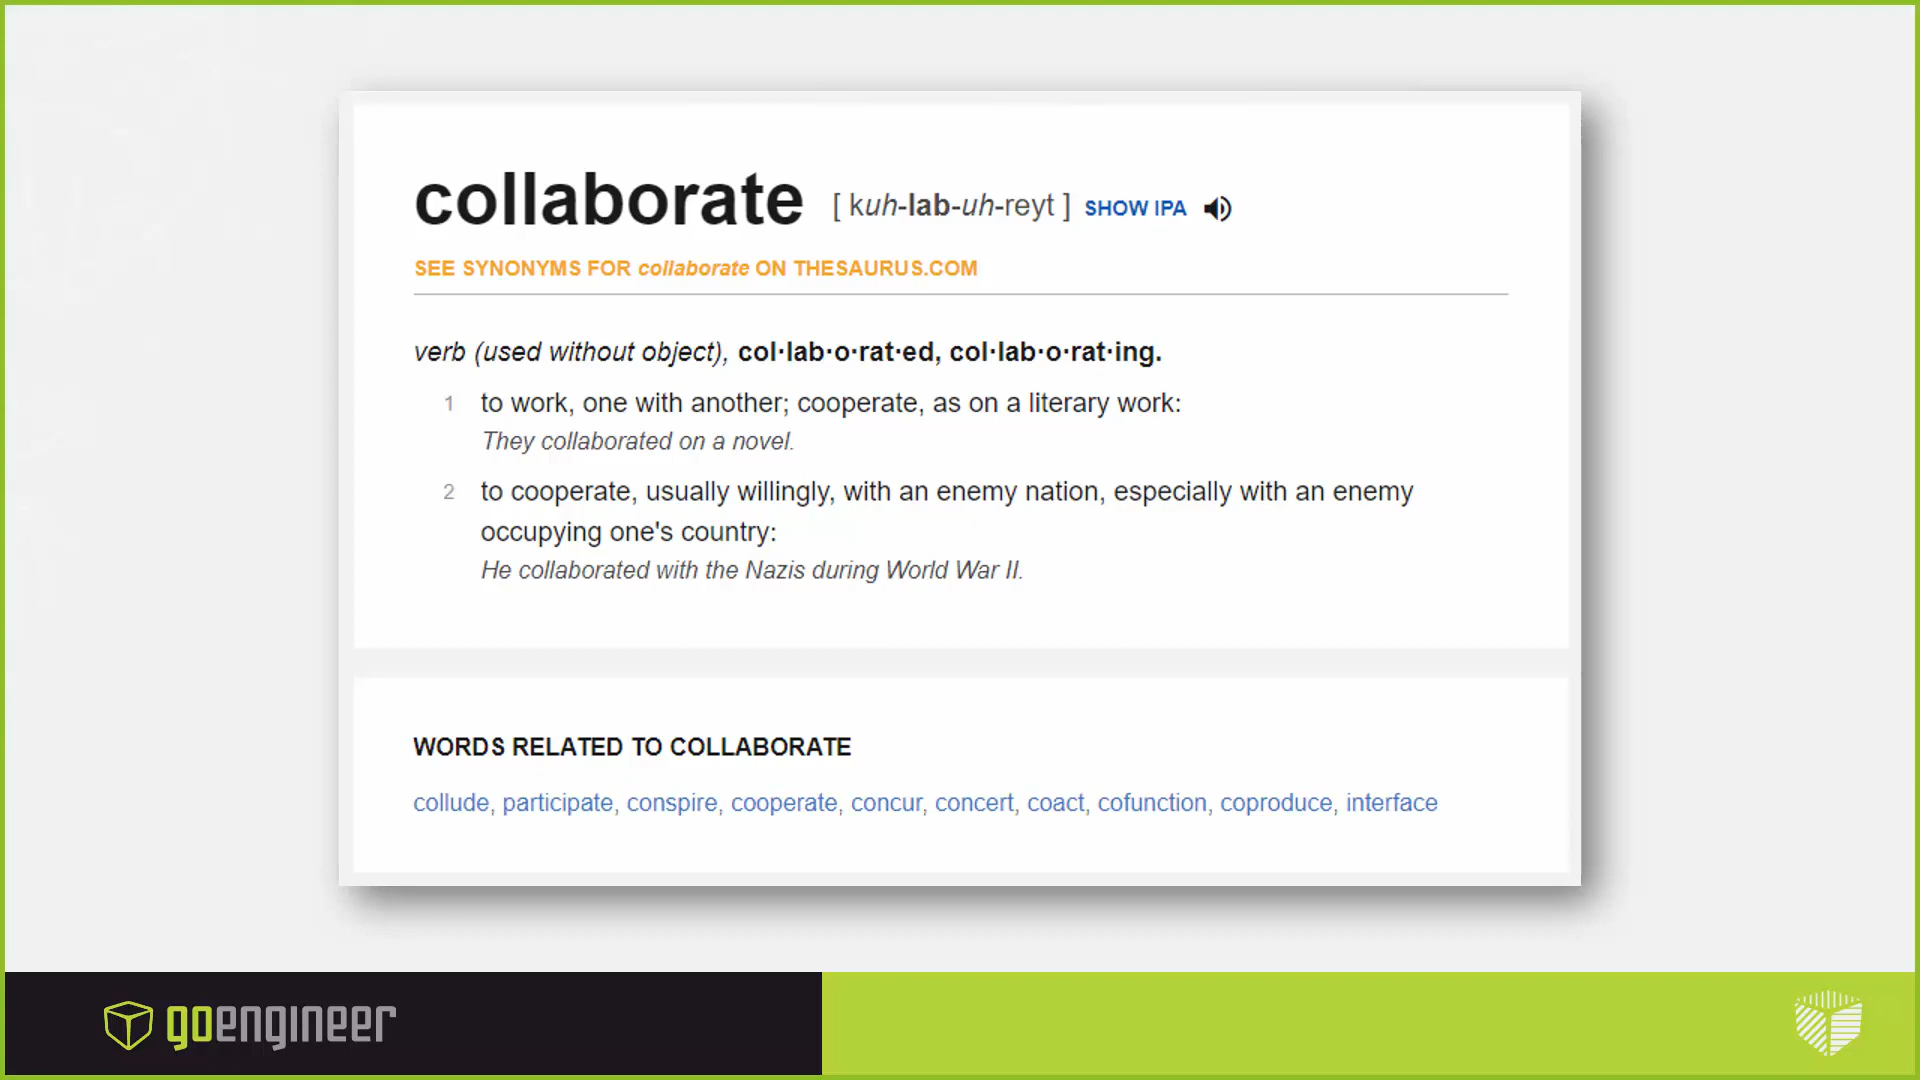 collaborate [ kuh-lab-uh-reyt ] SHOW IPA
SEE SYNONYMS FOR collaborate ON THESAURUS.COM
verb (used without object), col·lab·o·rat·ed, col·lab·o·rat·ing.
1 to work, one with another; cooperate, as on a literary work:
They collaborated on a novel.
2 to cooperate, usually willingly, with an enemy nation, especially with an enemy
occupying one's country:
He collaborated with the Nazis during World War II.
WORDS RELATED TO COLLABORATE
collude, participate, conspire, cooperate, concur, concert, coact, cofunction, coproduce, interface
goengineer